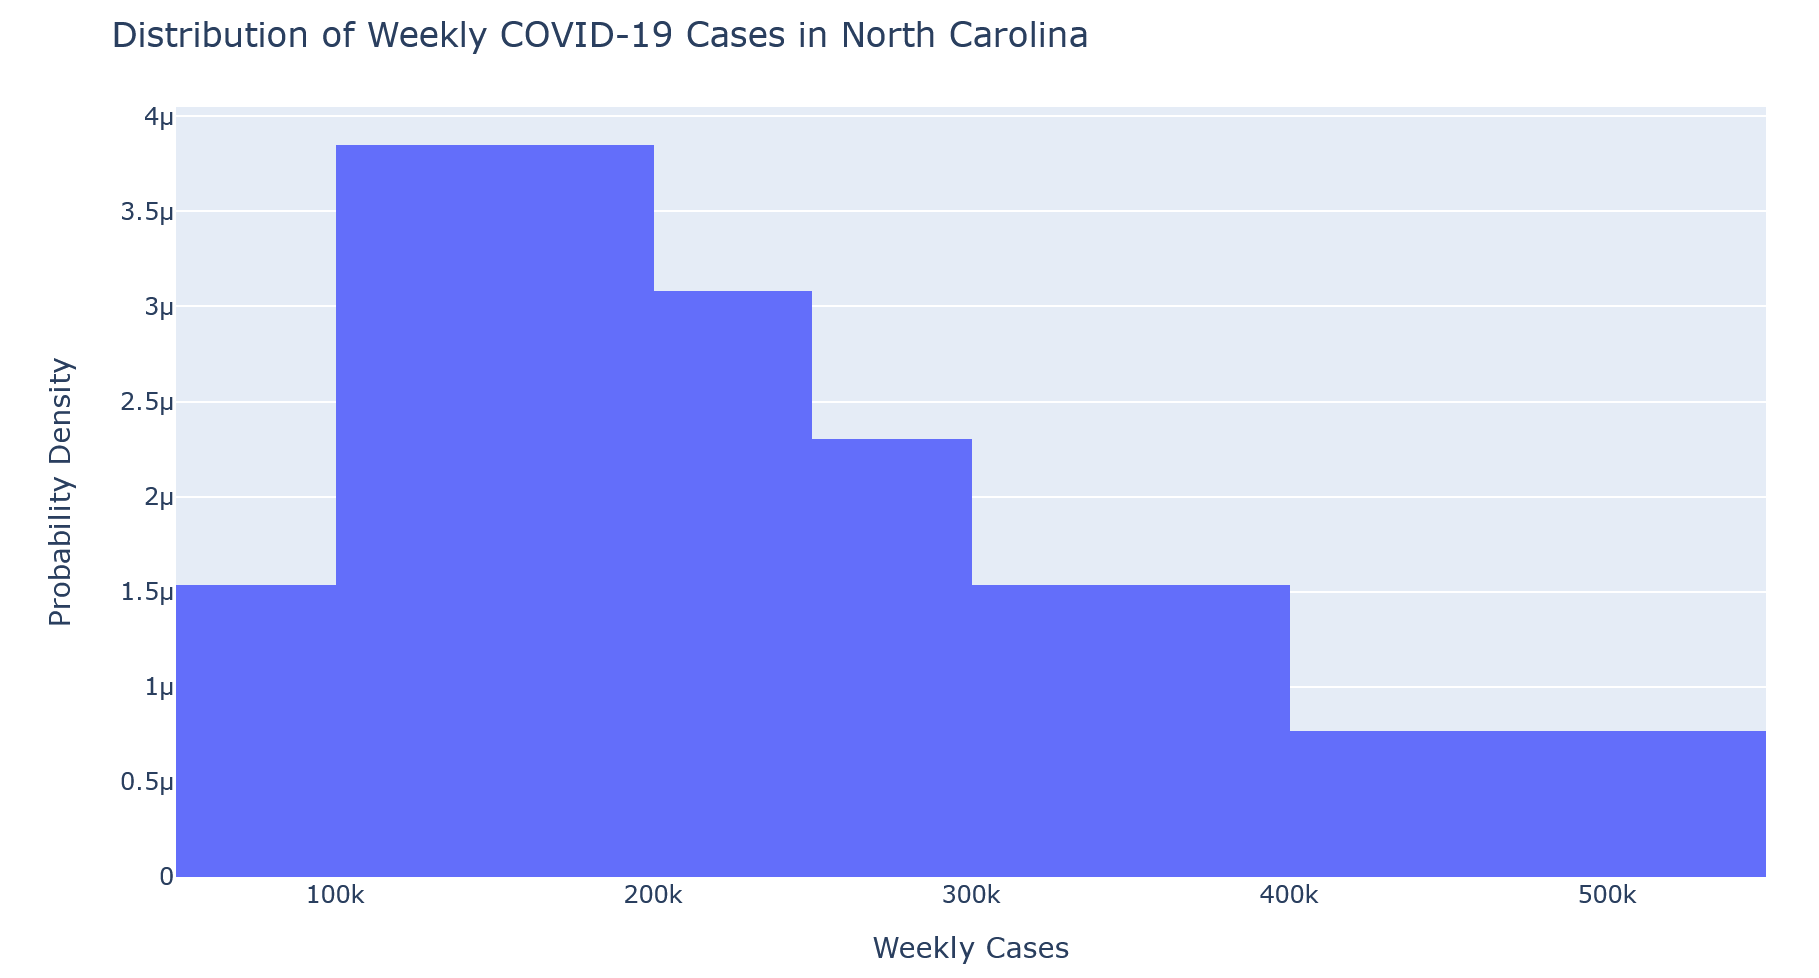 Distribution of Weekly COVID-19 Cases in North Carolina
4μ
3.5μ
3μ
2.5μ
2μ
1.5μ
1μ
0.5μ
0
Probability Density
100k 200k 300k 400k 500k
Weekly Cases